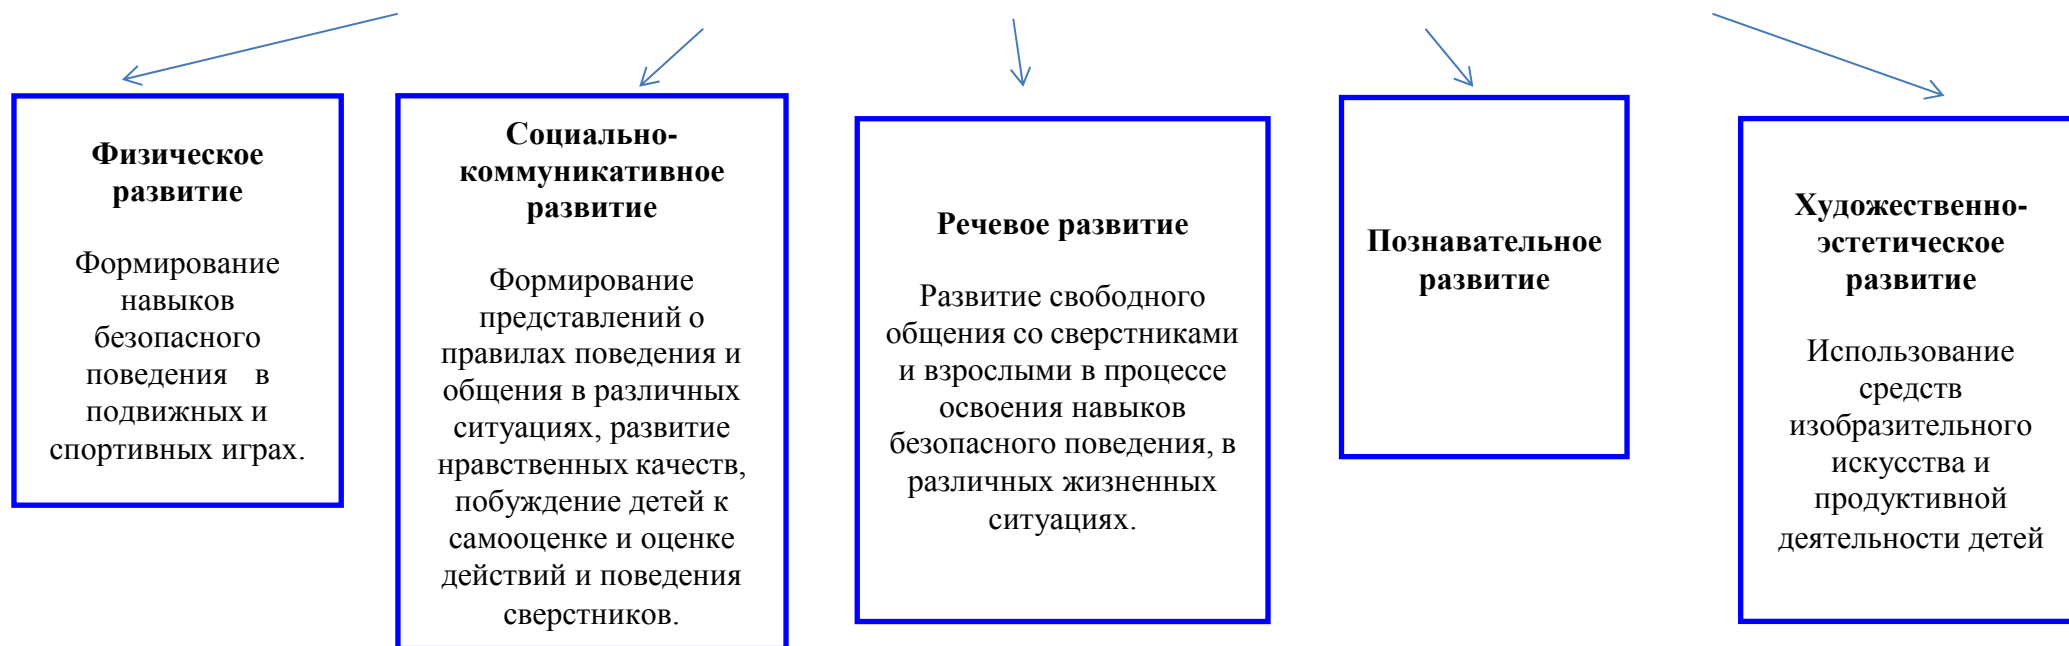 Физическое
развитие
Формирование
навыков
безопасного
поведения в
подвижных и
спортивных играх.
Социально-
коммуникативное
развитие
Формирование
представлений о
правилах поведения и
общения в различных
ситуациях, развитие
нравственных качеств,
побуждение детей к
самооценке и оценке
действий и поведения
сверстников.
Речевое развитие
Развитие свободного
общения со сверстниками
и взрослыми в процессе
освоения навыков
безопасного поведения, в
различных жизненных
ситуациях.
Познавательное
развитие
Художественно-
эстетическое
развитие
Использование
средств
изобразительного
искусства и
продуктивной
деятельности детей